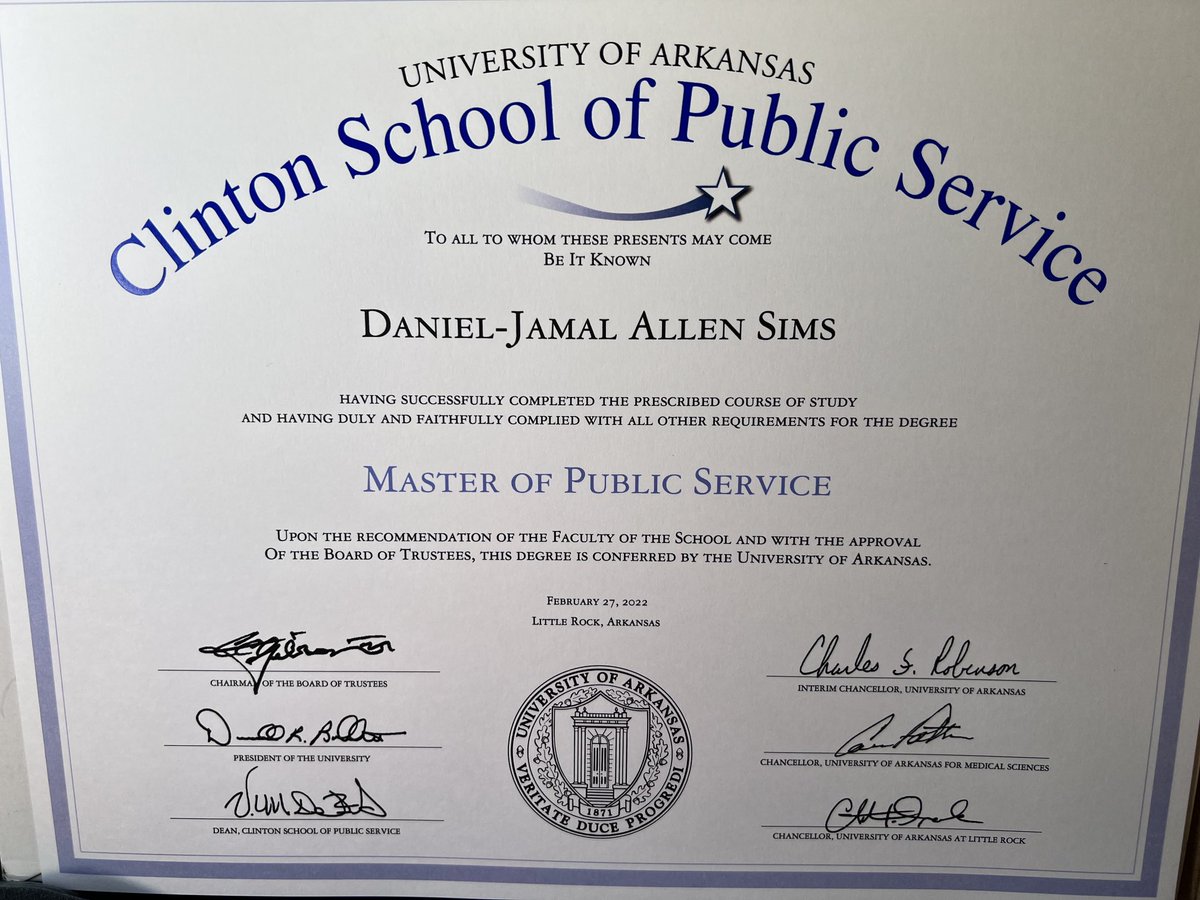 UNIVERSITY OF ARKANSAS
Clinton School of Public Service
TO ALL TO WHOM THESE PRESENTS MAY COME
BE IT KNOWN
DANIEL-JAMAL ALLEN SIMS
HAVING SUCCESSFULLY COMPLETED THE PRESCRIBED COURSE OF STUDY
AND HAVING DULY AND FAITHFULLY COMPLIED WITH ALL OTHER REQUIREMENTS FOR THE DEGREE
MASTER OF PUBLIC SERVICE
UPON THE RECOMMENDATION OF THE FACULTY OF THE SCHOOL AND WITH THE APPROVAL
OF THE BOARD OF TRUSTEES, THIS DEGREE IS CONFERRED BY THE UNIVERSITY OF ARKANSAS.
FEBRUARY 27, 2022
LITTLE ROCK, ARKANSAS
CHAIRMAN OF THE BOARD OF TRUSTEES
PRESIDENT OF THE UNIVERSITY
DEAN, CLINTON SCHOOL OF PUBLIC SERVICE
UNIVERSITY OF ARKANSAS
1871
VERITATE DUCE PROGREDI
Charles F. Robinson
INTERIM CHANCELLOR, UNIVERSITY OF ARKANSAS
CHANCELLOR, UNIVERSITY OF ARKANSAS FOR MEDICAL SCIENCES
CHANCELLOR, UNIVERSITY OF ARKANSAS AT LITTLE ROCK